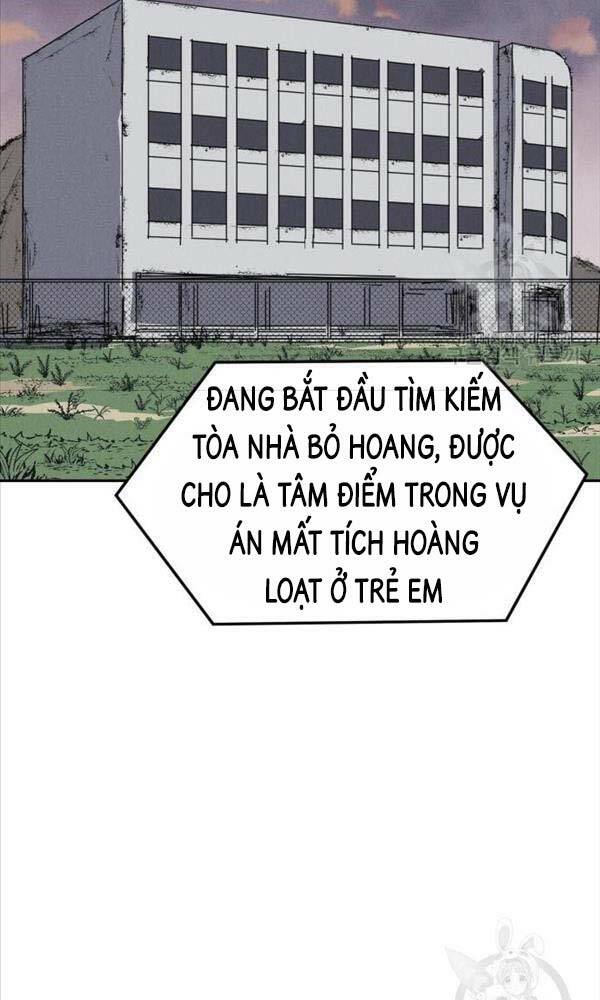 ĐANG BẮT ĐẦU TÌM KIẾM
TÒA NHÀ BỎ HOANG, ĐƯỢC
CHO LÀ TÂM ĐIỂM TRONG VỤ
ÁN MẤT TÍCH HOÀNG
LOẠT Ở TRẺ EM